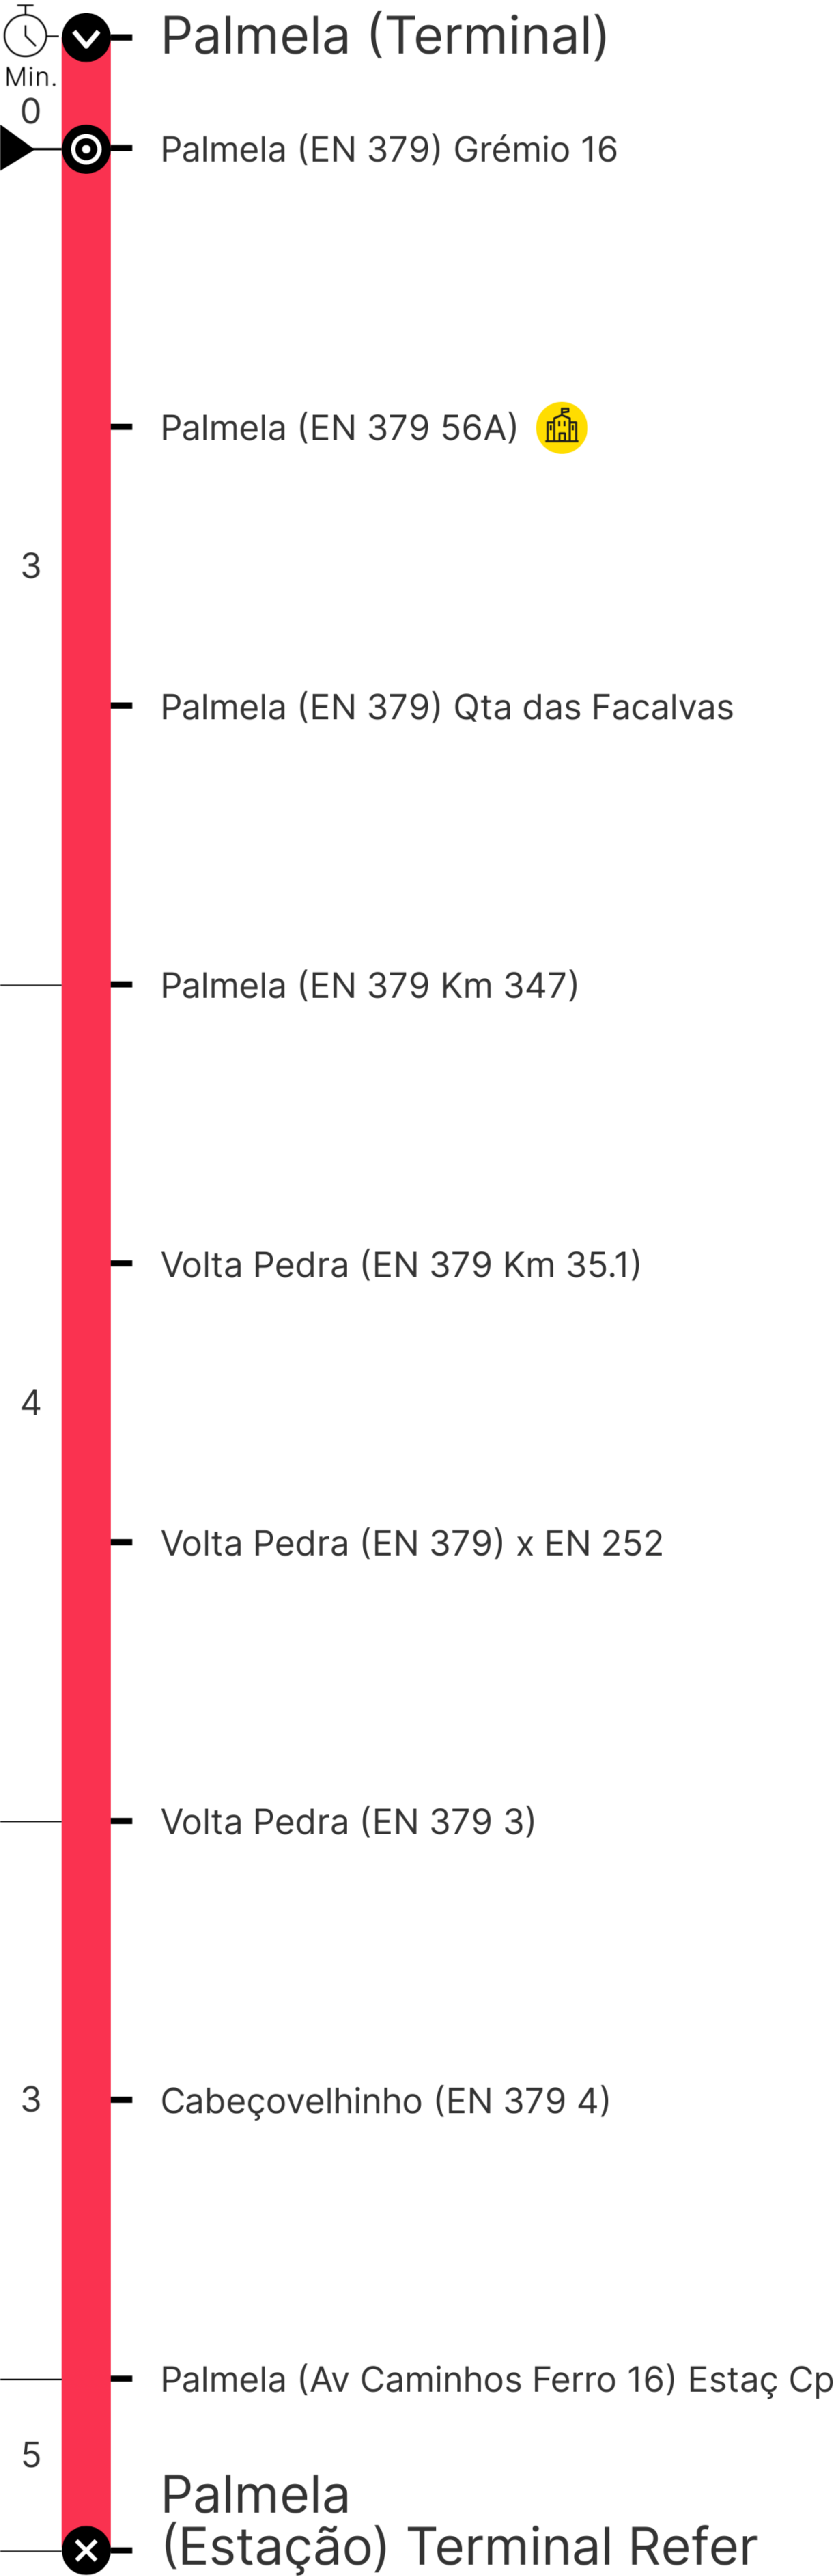 Palmela (Terminal)
Min.
0
Palmela (EN 379) Grémio 16
Palmela (EN 379 56A)
3
Palmela (EN 379) Qta das Facalvas
Palmela (EN 379 Km 347)
Volta Pedra (EN 379 Km 35.1)
4
Volta Pedra (EN 379) x EN 252
Volta Pedra (EN 379 3)
3
Cabeçovelhinho (EN 379 4)
Palmela (Av Caminhos Ferro 16) Estaç Cp
5
Palmela
(Estação) Terminal Refer